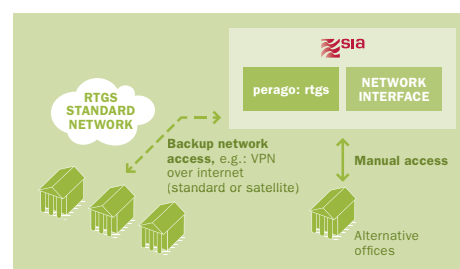 sia
perago: rtgs
NETWORK
INTERFACE
RTGS
STANDARD
NETWORK
Backup network
access, e.g.: VPN
over internet
(standard or satellite)
Manual access
Alternative
offices